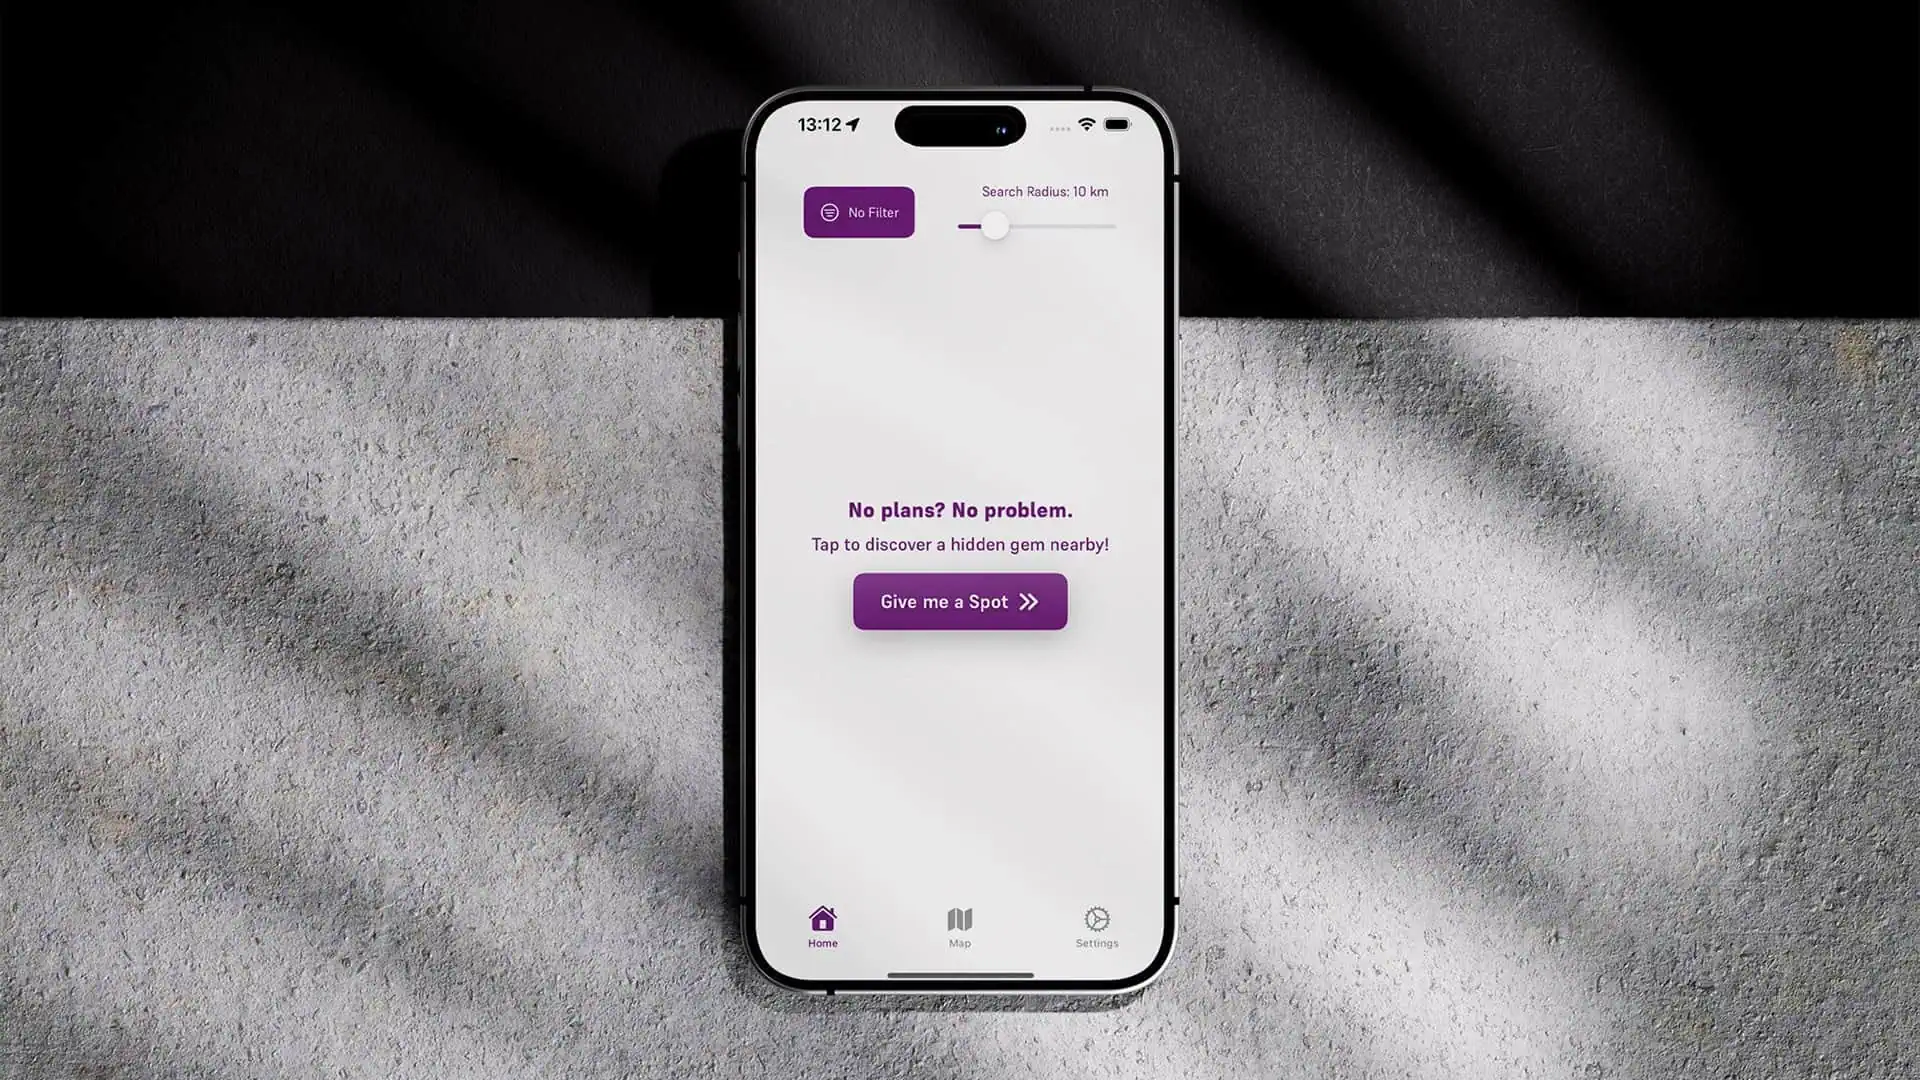 13:12
No Filter
Search Radius: 10 km
No plans? No problem.
Tap to discover a hidden gem nearby!
Give me a Spot
Home
Map
Settings